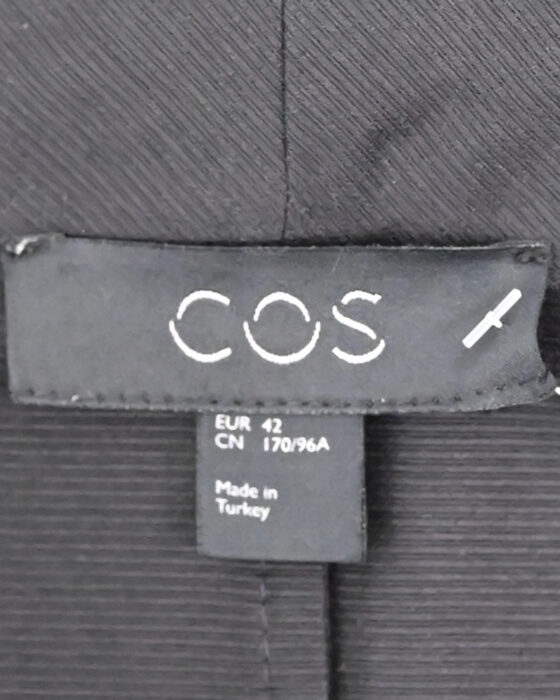 COS
EUR 42
CN 170/96A
Made in
Turkey